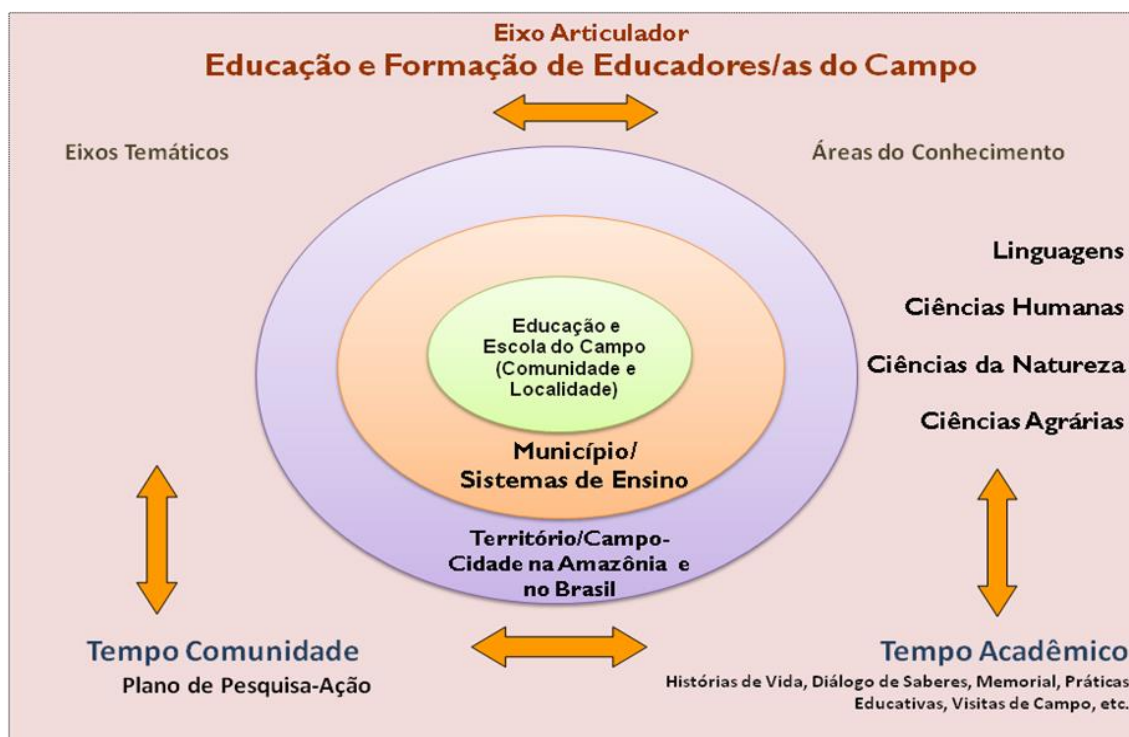 Eixo Articulador
Educação e Formação de Educadores/as do Campo
Eixos Temáticos
Áreas do Conhecimento
Linguagens
Ciências Humanas
Ciências da Natureza
Ciências Agrárias
Educação e
Escola do Campo
(Comunidade e
Localidade)
Município/
Sistemas de Ensino
Território/Campo-
Cidade na Amazônia e
no Brasil
Tempo Comunidade
Plano de Pesquisa-Ação
Tempo Acadêmico
Histórias de Vida, Diálogo de Saberes, Memorial, Práticas
Educativas, Visitas de Campo, etc.